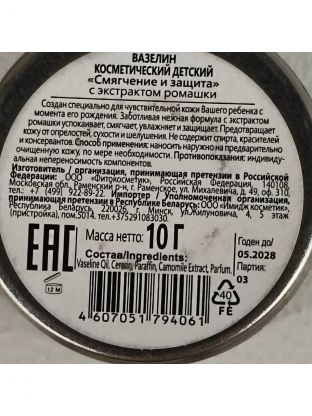 ВАЗЕЛИН
КОСМЕТИЧЕСКИЙ ДЕТСКИЙ
«Смягчение и защита»
с экстрактом ромашки
Создан специально для чувствительной кожи Вашего ребенка с
момента его рождения. Заботливая нежная формула с экстрактом
ромашки успокаивает, смягчает, увлажняет и защищает. Предотвращает
кожу от опрелостей, сухости и шелушения. Не содержит спирта, красителей
и консервантов. Способ применения: наносить наружно на предварительно очищенную
кожу, по мере необходимости. Противопоказания: индивиду-
альная непереносимость компонентов.
Изготовитель / организация, принимающая претензии в Российской
Федерации: ООО «Фитокосметик», Российская Федерация, 140108,
Московская обл. Раменский р-н, г. Раменское, ул. Михалевича, д. 49, оф. 310,
тел. +7 (499) 922-89-22. Импортер / Уполномоченная организация,
принимающая претензии в Республике Беларусь: ООО «Имидж косметик»,
Республика Беларусь, 220026, г. Минск, ул.Жилуновича, 4, 5 этаж
(пристройка), пом.5014. тел.+375291083030.
ЕАС
Масса нетто: 10 Г
Годен до/
05.2028
Партия:
03
Состав/Ingredients:
Vaseline Oil, Ceresin, Paraffin, Camomile Extract, Parfum.
12 M
40
FE
4 607051 794061